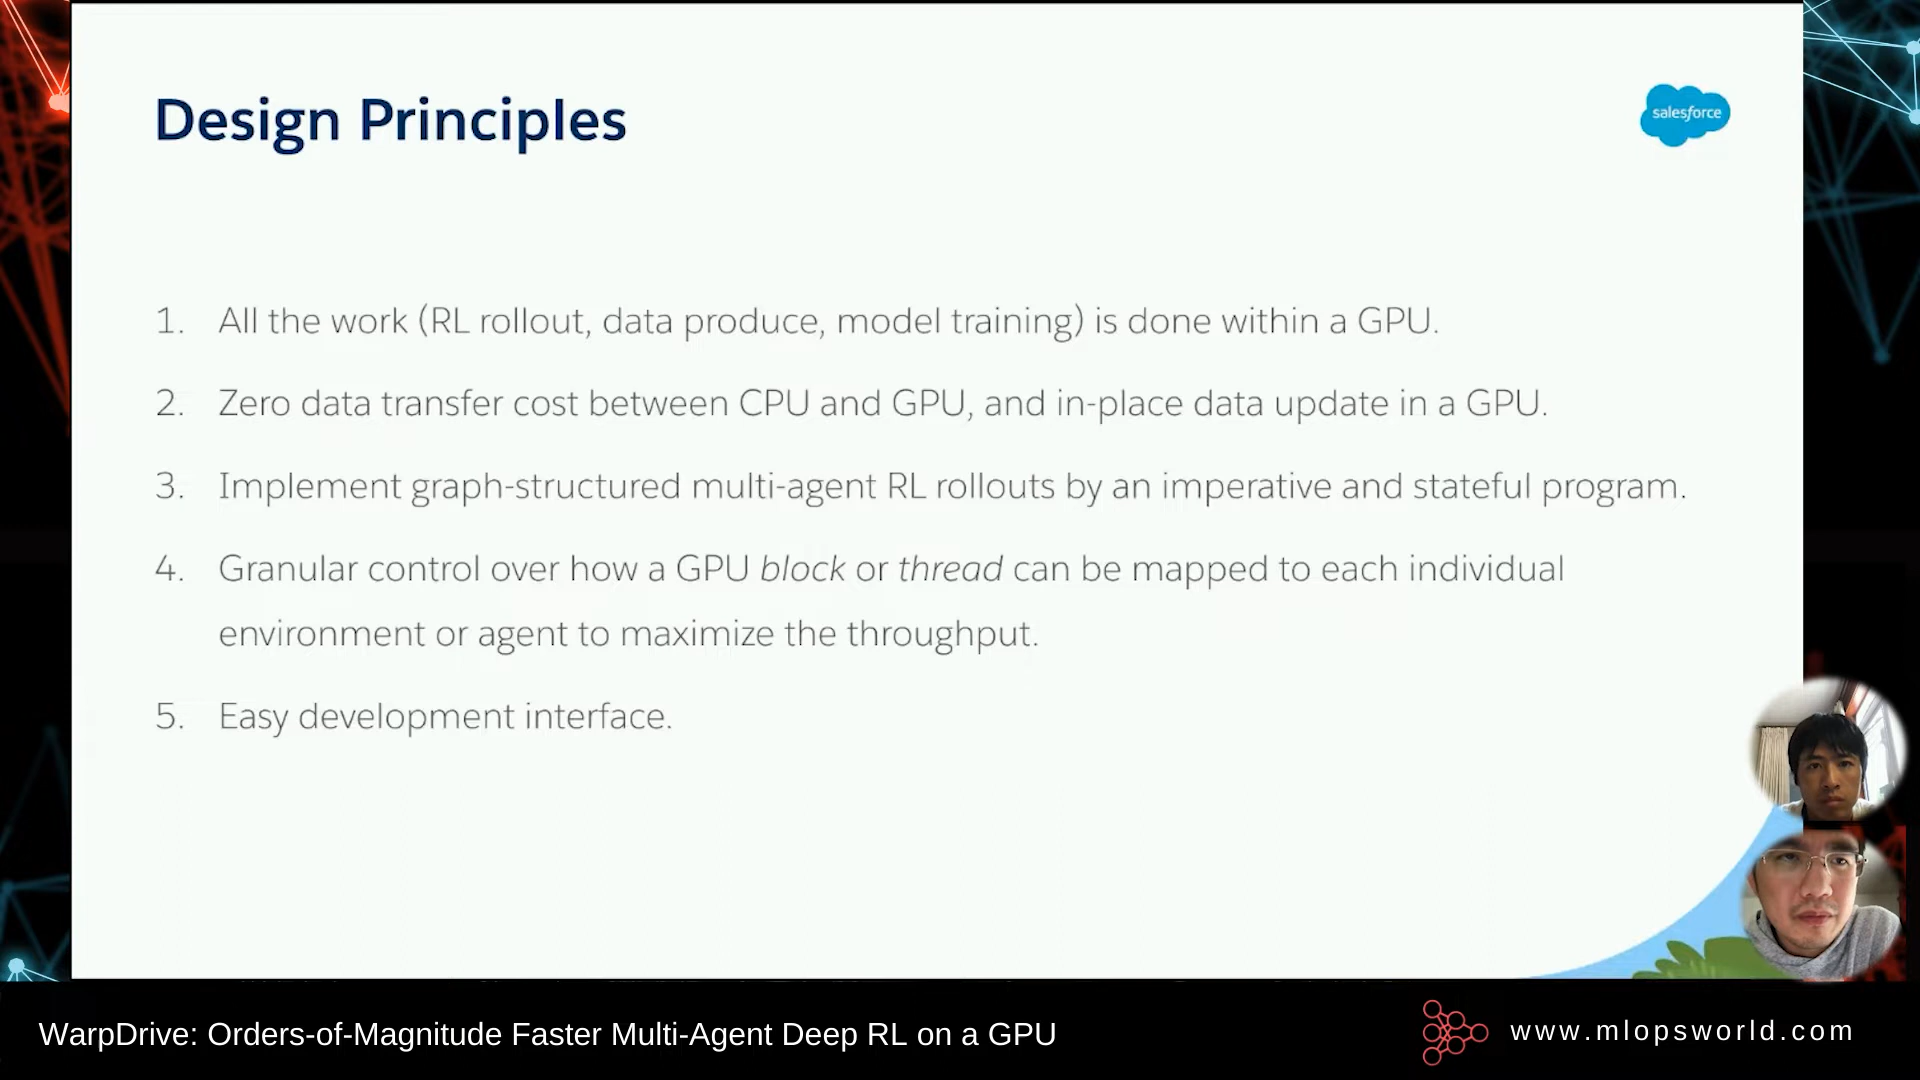 Design Principles
salesforce
1. All the work (RL rollout, data produce, model training) is done within a GPU.
2. Zero data transfer cost between CPU and GPU, and in-place data update in a GPU.
3. Implement graph-structured multi-agent RL rollouts by an imperative and stateful program.
4. Granular control over how a GPU block or thread can be mapped to each individual
environment or agent to maximize the throughput.
5. Easy development interface.
WarpDrive: Orders-of-Magnitude Faster Multi-Agent Deep RL on a GPU
www.mlopsworld.com